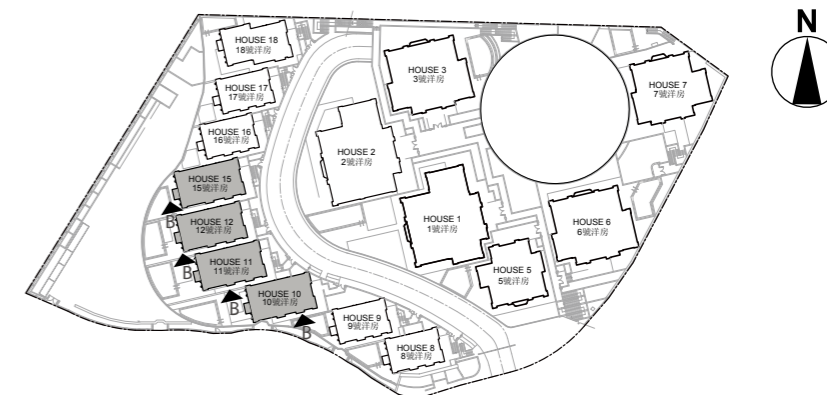 N
HOUSE 18
18號洋房
HOUSE 17
17號洋房
HOUSE 16
16號洋房
HOUSE 15
15號洋房
B
HOUSE 12
12號洋房
B
HOUSE 11
11號洋房
B
HOUSE 10
10號洋房
B
HOUSE 9
9號洋房
HOUSE 8
8號洋房
HOUSE 3
3號洋房
HOUSE 2
2號洋房
HOUSE 1
1號洋房
HOUSE 7
7號洋房
HOUSE 6
6號洋房
HOUSE 5
5號洋房